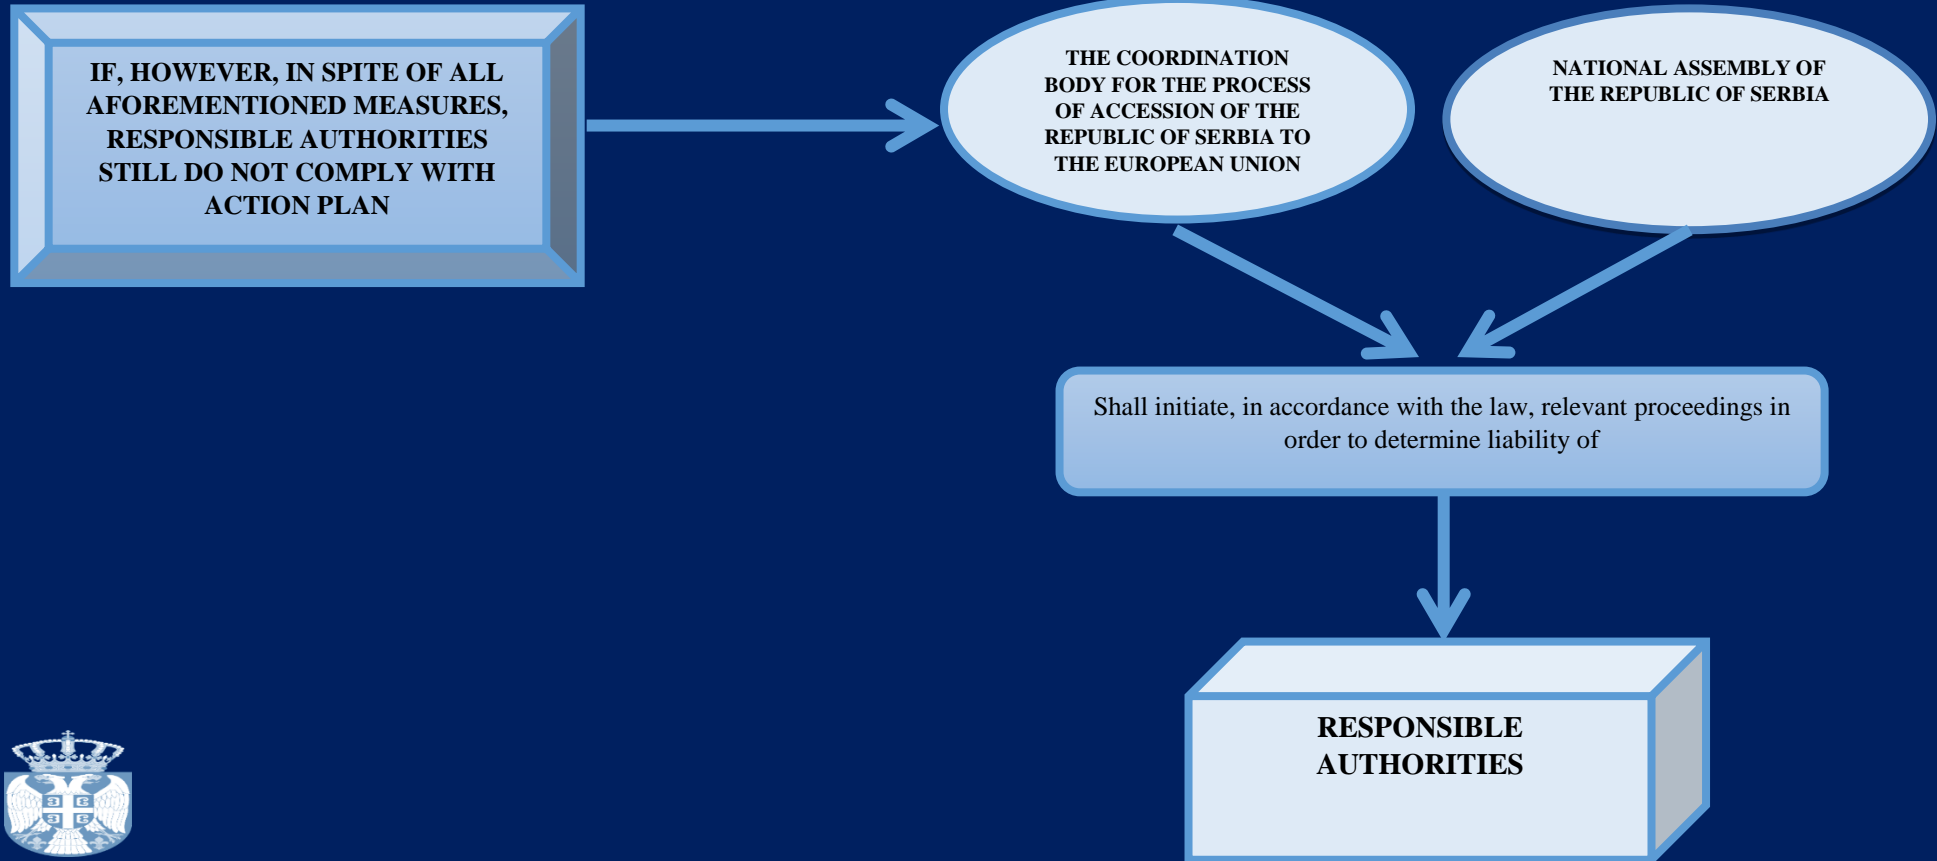 IF, HOWEVER, IN SPITE OF ALL
AFOREMENTIONED MEASURES,
RESPONSIBLE AUTHORITIES
STILL DO NOT COMPLY WITH
ACTION PLAN
THE COORDINATION
BODY FOR THE PROCESS
OF ACCESSION OF THE
REPUBLIC OF SERBIA TO
THE EUROPEAN UNION
NATIONAL ASSEMBLY OF
THE REPUBLIC OF SERBIA
Shall initiate, in accordance with the law, relevant proceedings in
order to determine liability of
RESPONSIBLE
AUTHORITIES